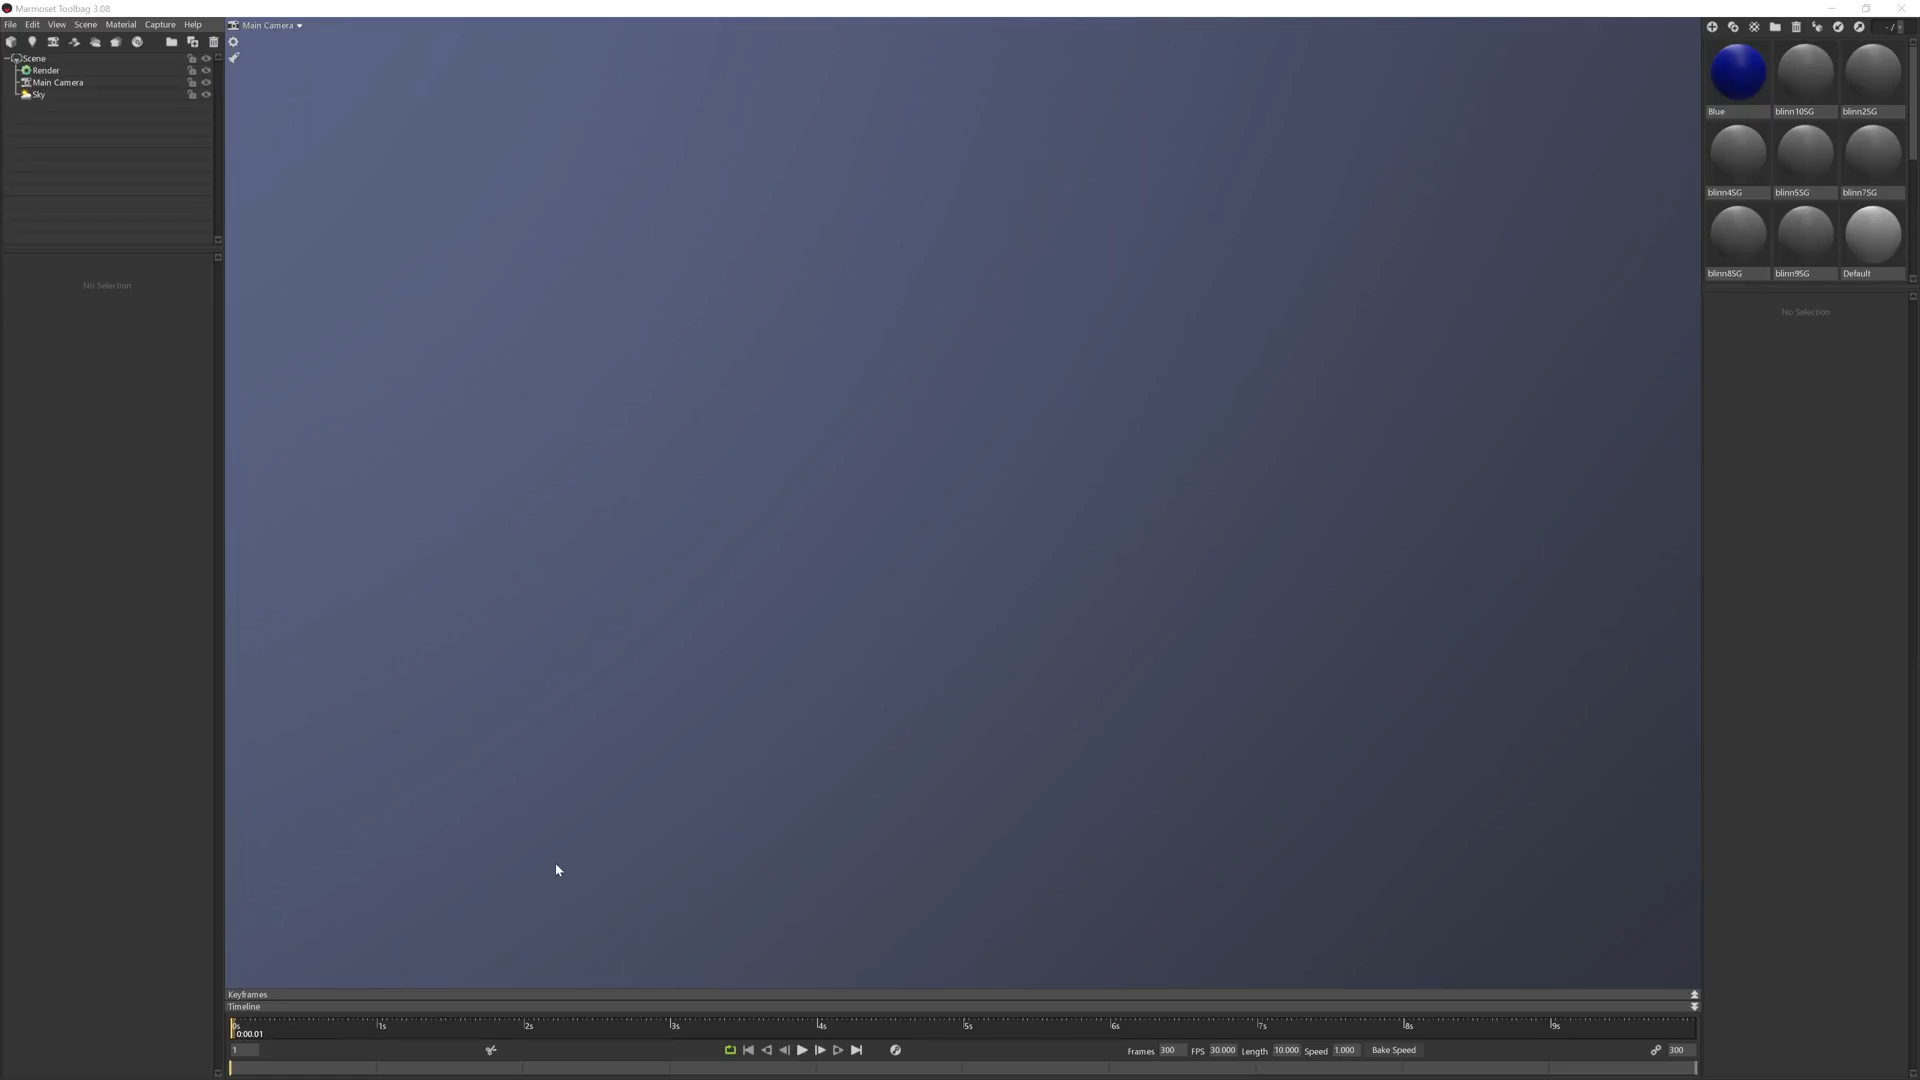 Marmoset Toolbag 3.08
File Edit View Scene Material Capture Help
Main Camera
Scene
Render
Main Camera
Sky
No Selection
Blue blinn10SG blinn2SG
blinn4SG blinn5SG blinn7SG
blinn8SG blinn9SG Default
No Selection
Keyframes
Timeline
0s 1s 2s 3s 4s 5s 6s 7s 8s 9s
0:00.01
1 Frames 300 FPS 30.000 Length 10.000 Speed 1.000 Bake Speed 300